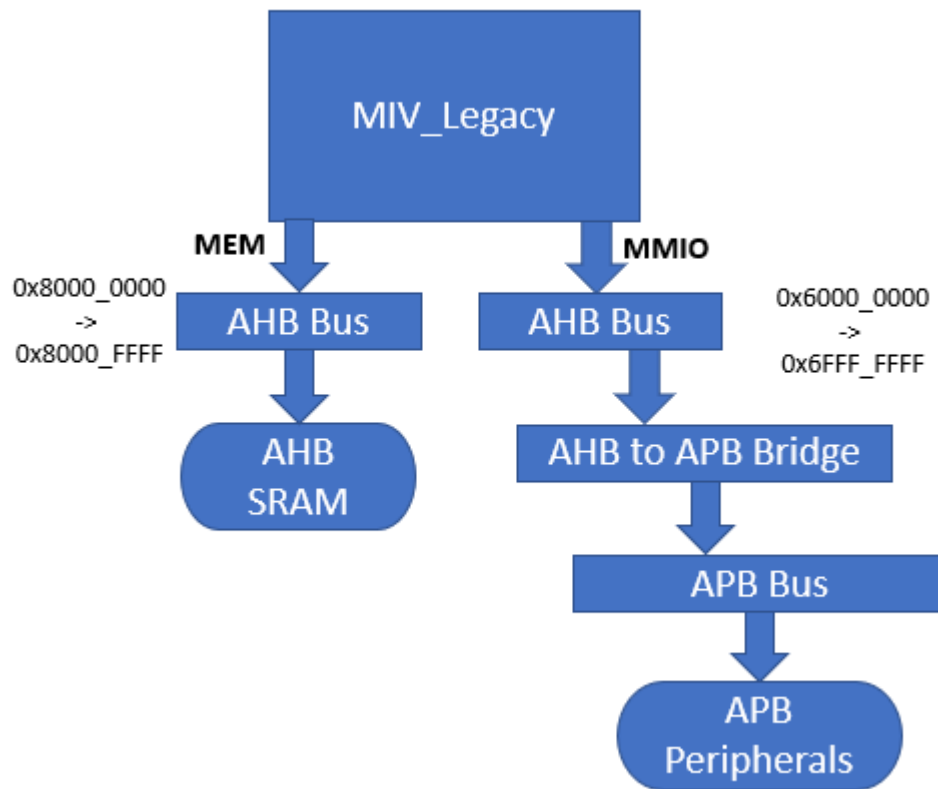 MIV_Legacy
MEM
MMIO
0x8000_0000
->
0x8000_FFFF
AHB Bus
AHB Bus
0x6000_0000
->
0x6FFF_FFFF
AHB
SRAM
AHB to APB Bridge
APB Bus
APB
Peripherals